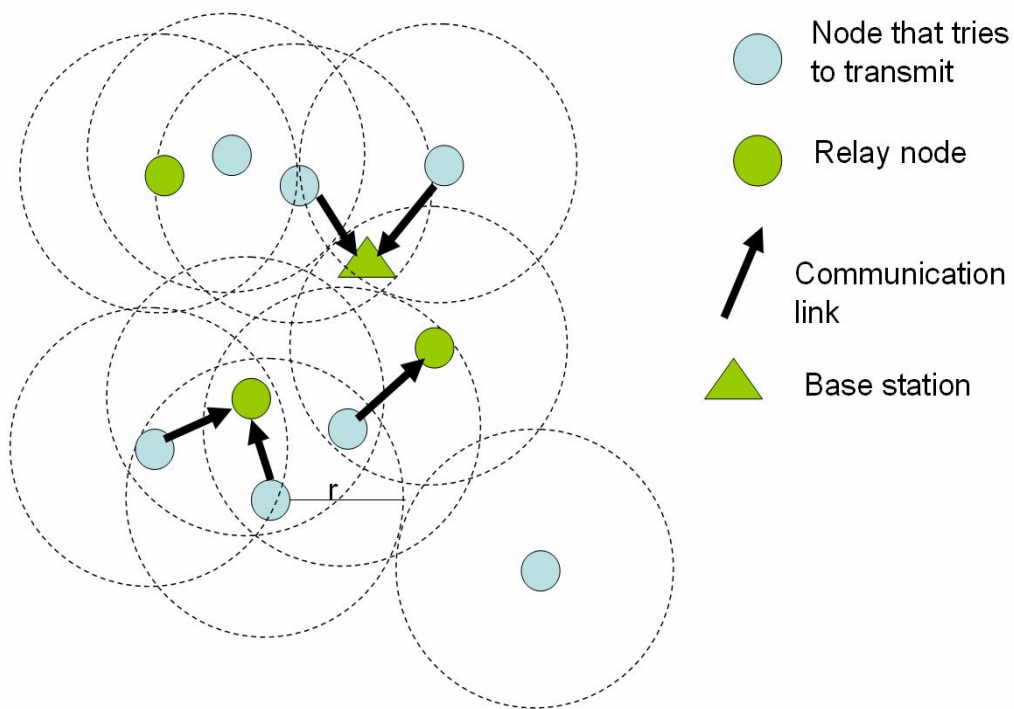 Node that tries
to transmit
Relay node
Communication
link
Base station
r